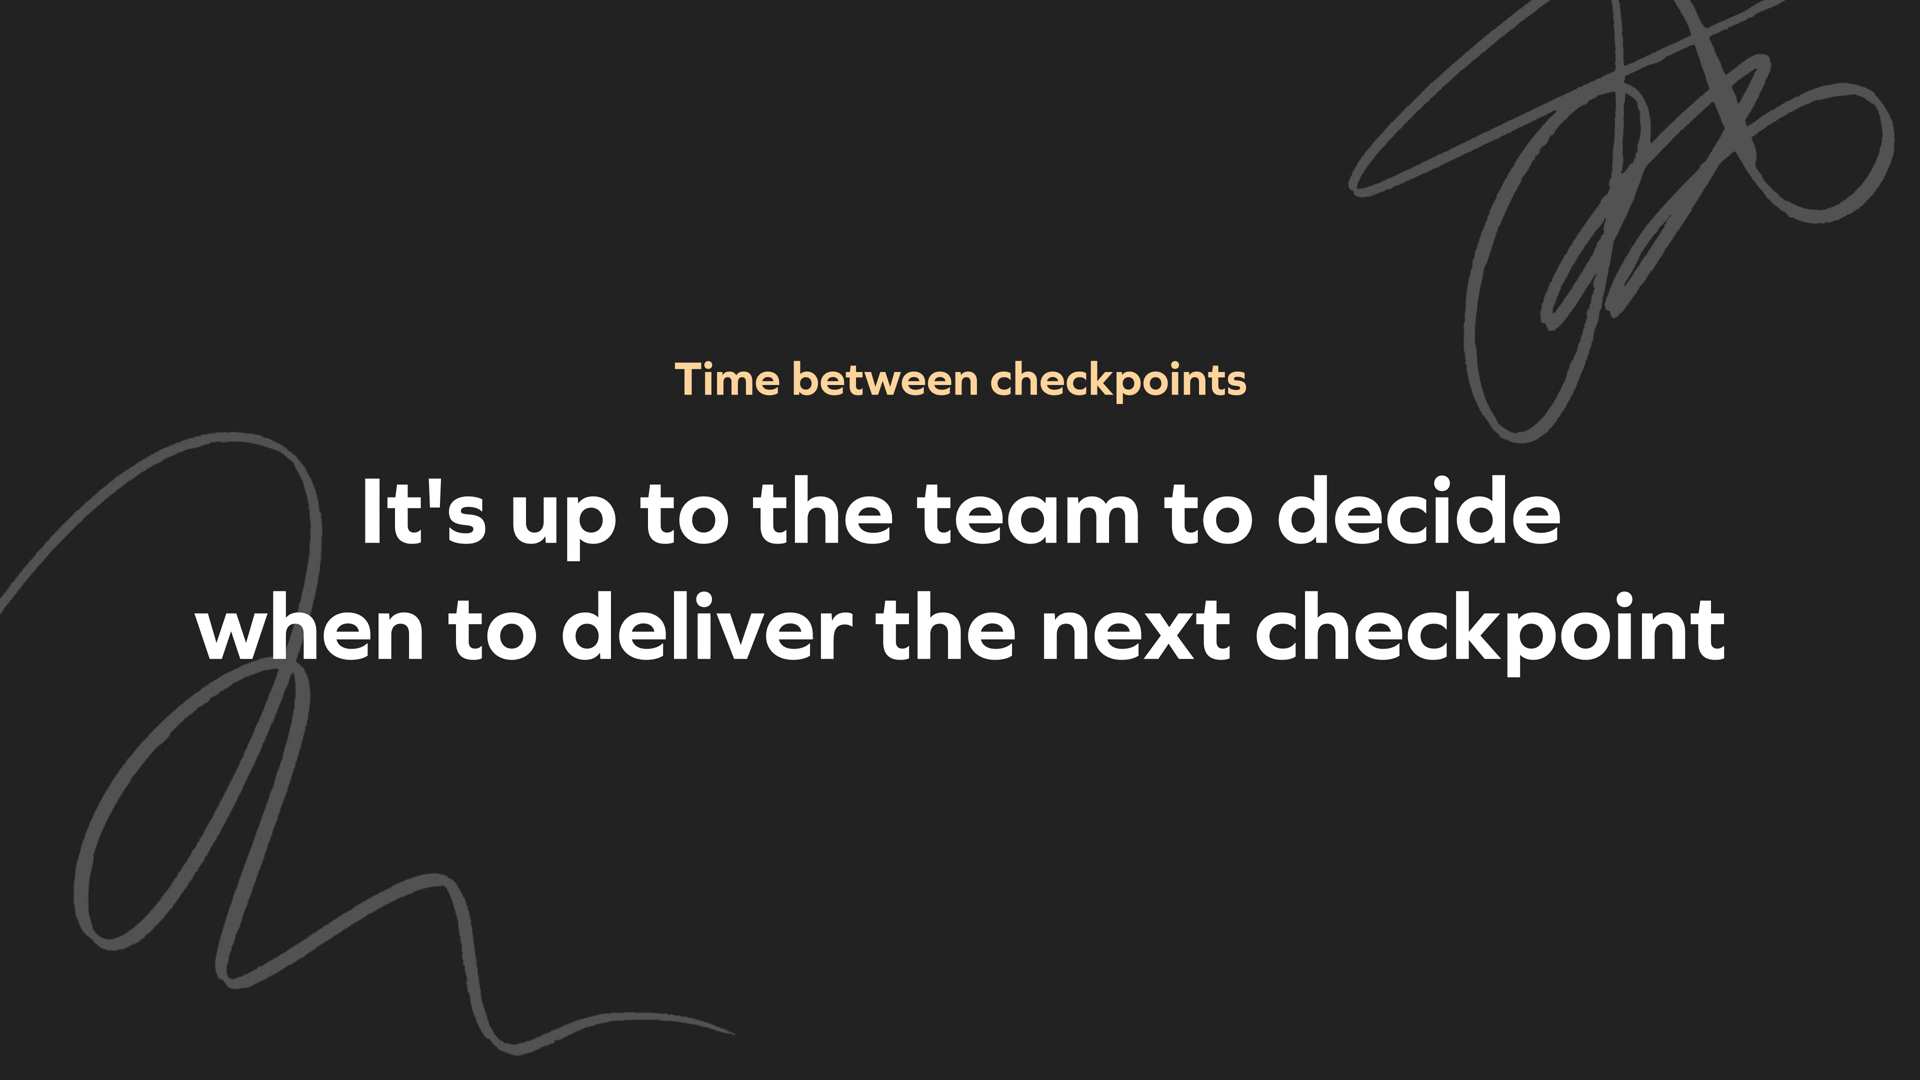 Time between checkpoints
It's up to the team to decide
when to deliver the next checkpoint